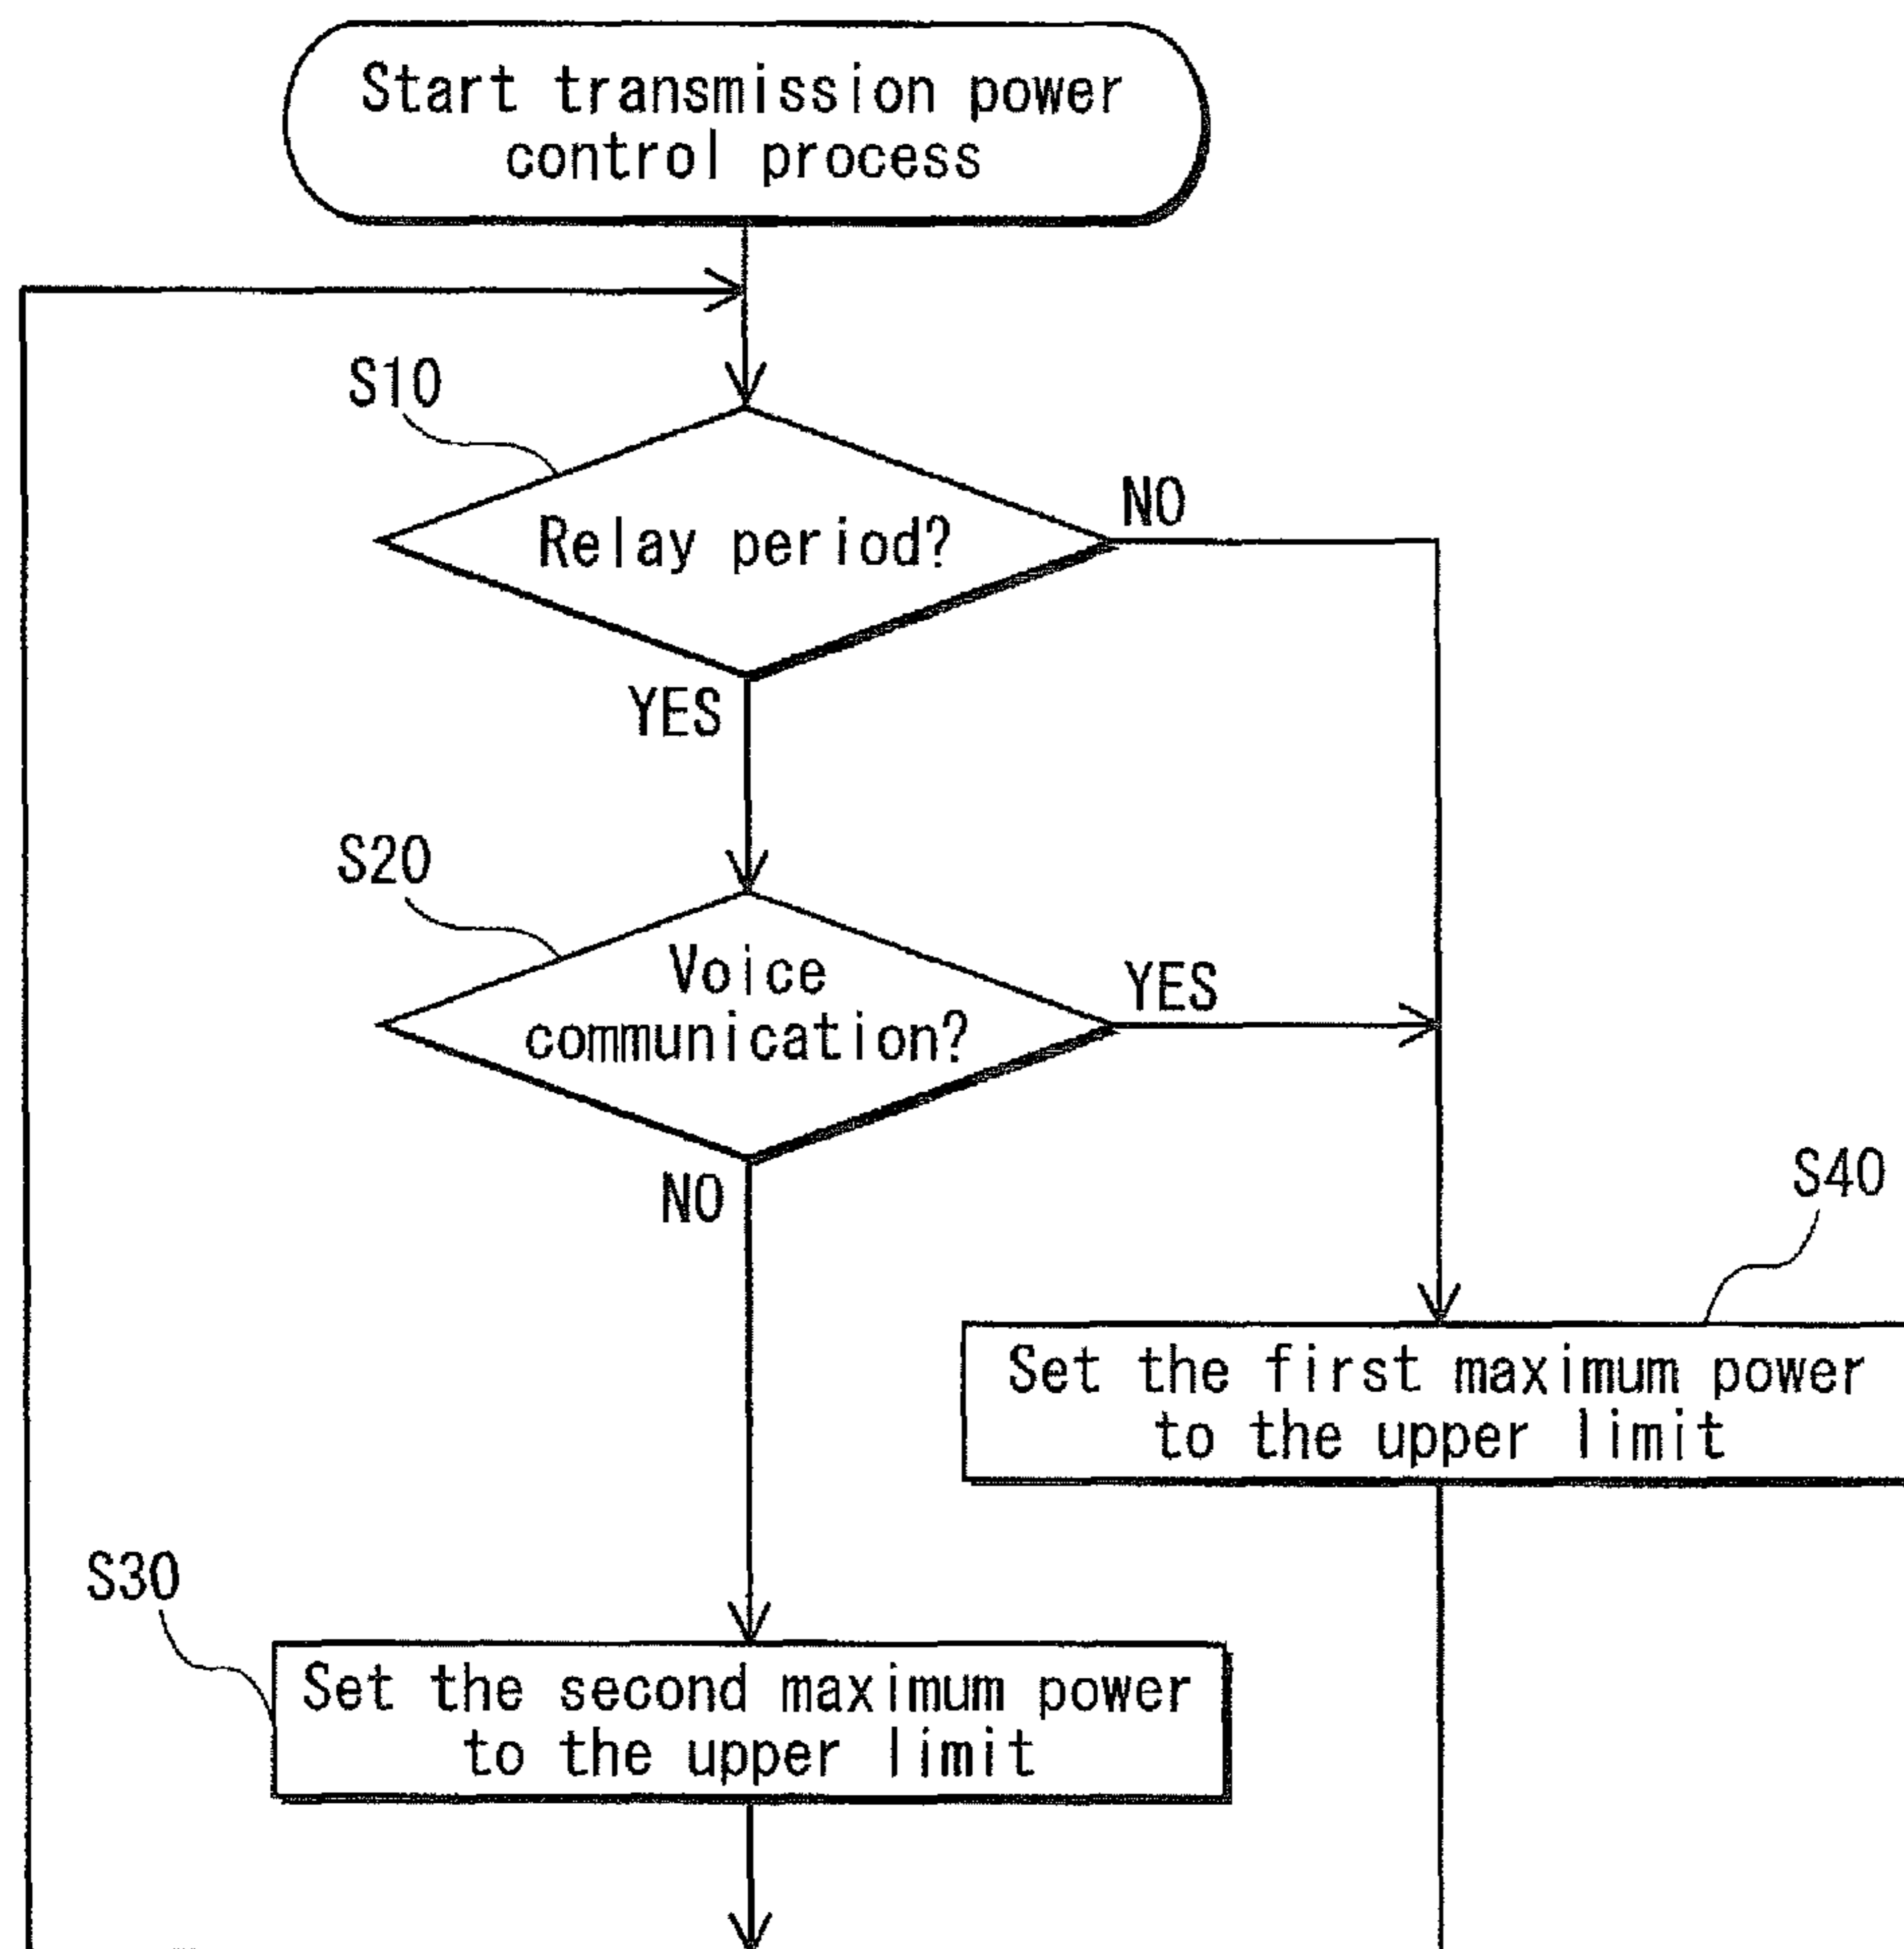 Start transmission power
control process
S10
Relay period?
NO
YES
S20
Voice
communication?
YES
NO
S40
Set the first maximum power
to the upper limit
S30
Set the second maximum power
to the upper limit